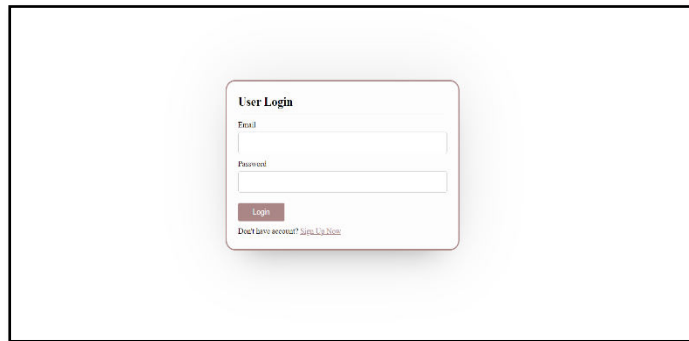 User Login
Email
Password
Login
Don't have account? Sign Up Now